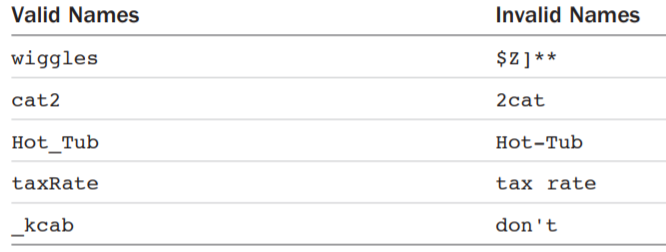 Valid Names Invalid Names
wiggles $Z]**
cat2 2cat
Hot_Tub Hot-Tub
taxRate tax rate
_kcab don't